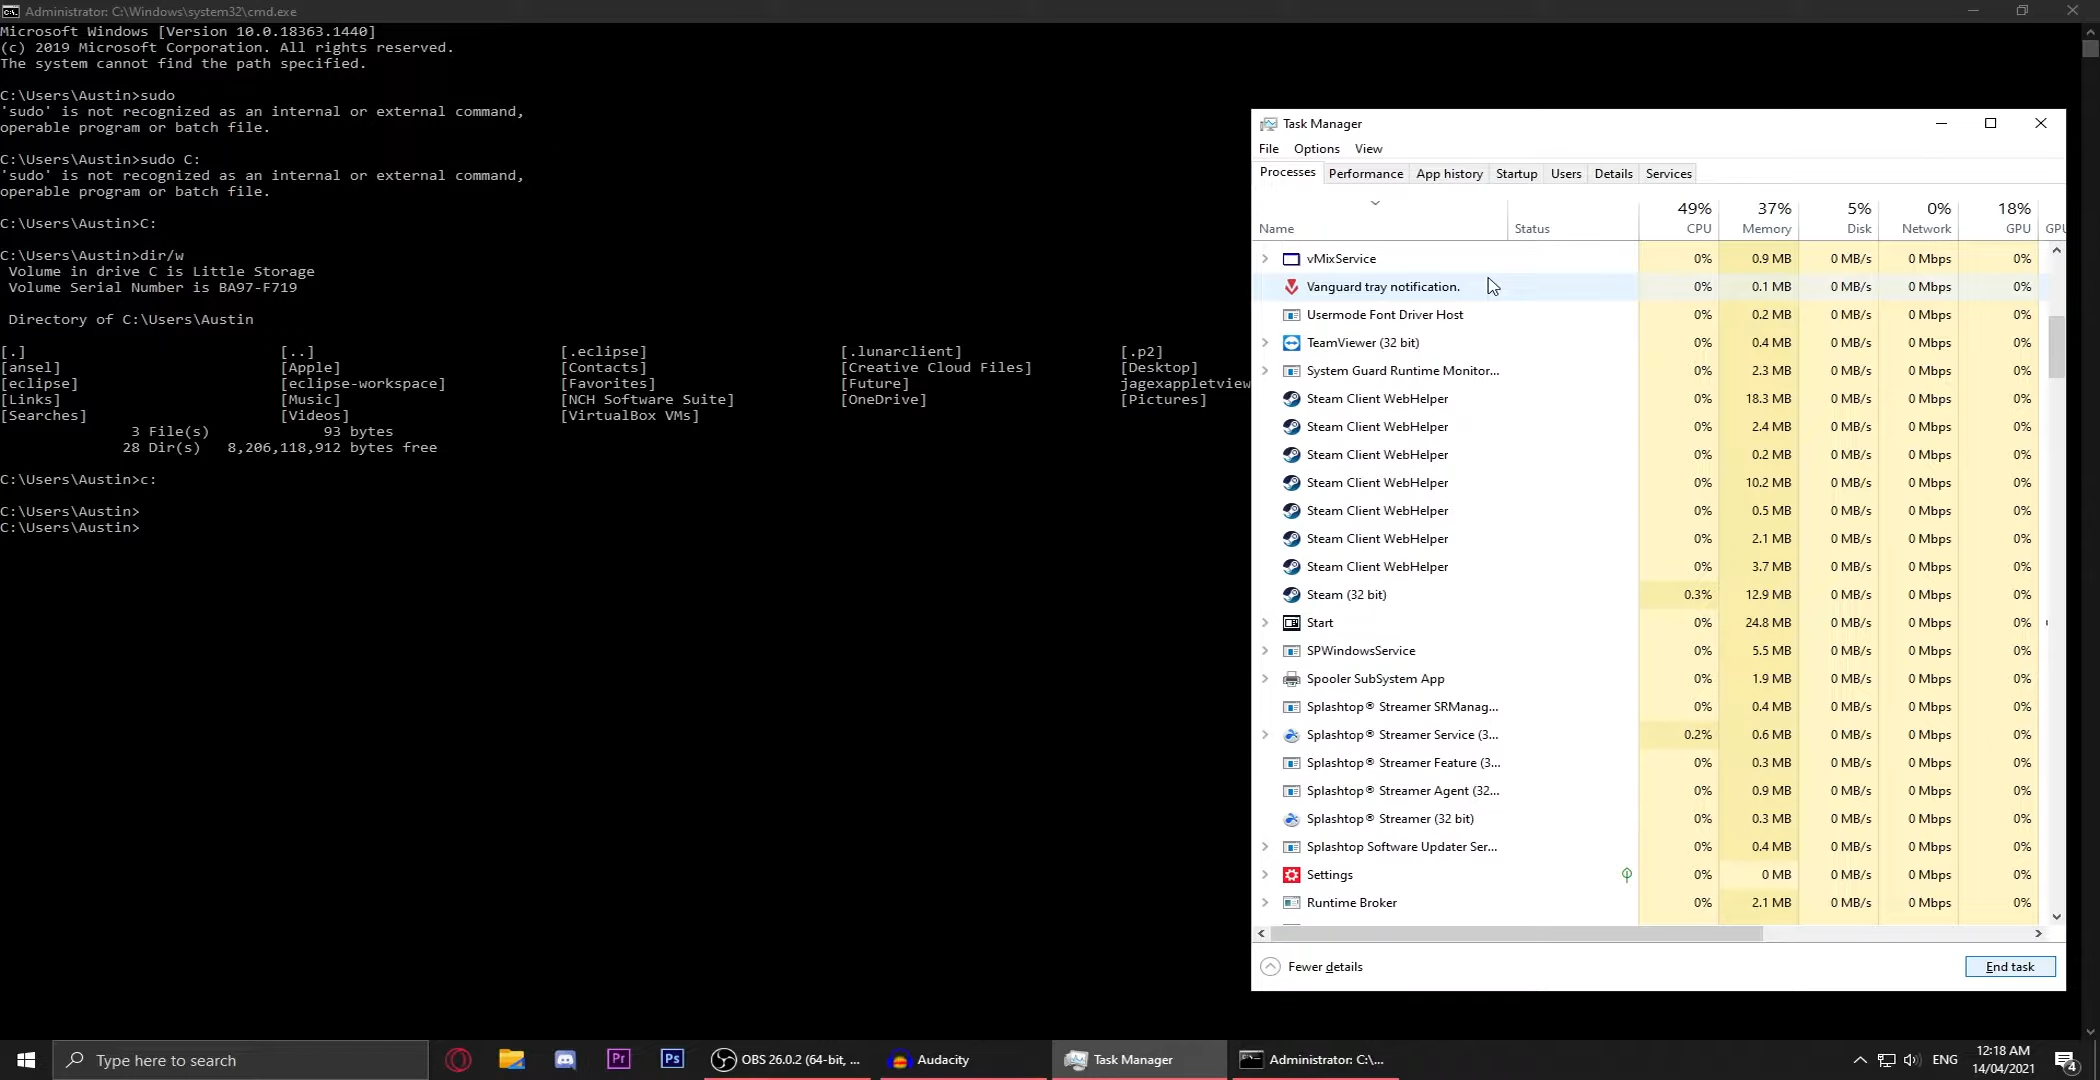 Administrator: C:\Windows\system32\cmd.exe
Microsoft Windows [Version 10.0.18363.1440]
(c) 2019 Microsoft Corporation. All rights reserved.
The system cannot find the path specified.
C:\Users\Austin>sudo
'sudo' is not recognized as an internal or external command,
operable program or batch file.
C:\Users\Austin>sudo C:
'sudo' is not recognized as an internal or external command,
operable program or batch file.
C:\Users\Austin>C:
C:\Users\Austin>dir/w
Volume in drive C is Little Storage
Volume Serial Number is BA97-F719
Directory of C:\Users\Austin
[.] [..] [.eclipse] [.lunarclient] [.p2]
[ansel] [Apple] [Contacts] [Creative Cloud Files] [Desktop]
[eclipse] [eclipse-workspace] [Favorites] [Future] jagexappletview
[Links] [Music] [NCH Software Suite] [OneDrive] [Pictures]
[Searches] [Videos] [VirtualBox VMs]
3 File(s) 93 bytes
28 Dir(s) 8,206,118,912 bytes free
C:\Users\Austin>c:
C:\Users\Austin>
C:\Users\Austin>
Task Manager
File Options View
Processes Performance App history Startup Users Details Services
49% 37% 5% 0% 18%
Name Status CPU Memory Disk Network GPU GPU
vMixService 0% 0.9 MB 0 MB/s 0 Mbps 0%
Vanguard tray notification. 0% 0.1 MB 0 MB/s 0 Mbps 0%
Usermode Font Driver Host 0% 0.2 MB 0 MB/s 0 Mbps 0%
TeamViewer (32 bit) 0% 0.4 MB 0 MB/s 0 Mbps 0%
System Guard Runtime Monitor... 0% 2.3 MB 0 MB/s 0 Mbps 0%
Steam Client WebHelper 0% 18.3 MB 0 MB/s 0 Mbps 0%
Steam Client WebHelper 0% 2.4 MB 0 MB/s 0 Mbps 0%
Steam Client WebHelper 0% 0.2 MB 0 MB/s 0 Mbps 0%
Steam Client WebHelper 0% 10.2 MB 0 MB/s 0 Mbps 0%
Steam Client WebHelper 0% 0.5 MB 0 MB/s 0 Mbps 0%
Steam Client WebHelper 0% 2.1 MB 0 MB/s 0 Mbps 0%
Steam Client WebHelper 0% 3.7 MB 0 MB/s 0 Mbps 0%
Steam (32 bit) 0.3% 12.9 MB 0 MB/s 0 Mbps 0%
Start 0% 24.8 MB 0 MB/s 0 Mbps 0%
SPWindowsService 0% 5.5 MB 0 MB/s 0 Mbps 0%
Spooler SubSystem App 0% 1.9 MB 0 MB/s 0 Mbps 0%
Splashtop® Streamer SRManag... 0% 0.4 MB 0 MB/s 0 Mbps 0%
Splashtop® Streamer Service (3... 0.2% 0.6 MB 0 MB/s 0 Mbps 0%
Splashtop® Streamer Feature (3... 0% 0.3 MB 0 MB/s 0 Mbps 0%
Splashtop® Streamer Agent (32... 0% 0.9 MB 0 MB/s 0 Mbps 0%
Splashtop® Streamer (32 bit) 0% 0.3 MB 0 MB/s 0 Mbps 0%
Splashtop Software Updater Ser... 0% 0.4 MB 0 MB/s 0 Mbps 0%
Settings 0% 0 MB 0 MB/s 0 Mbps 0%
Runtime Broker 0% 2.1 MB 0 MB/s 0 Mbps 0%
Fewer details End task
Type here to search Pr Ps OBS 26.0.2 (64-bit, ... Audacity Task Manager Administrator: C:\... ENG 12:18 AM 4
14/04/2021